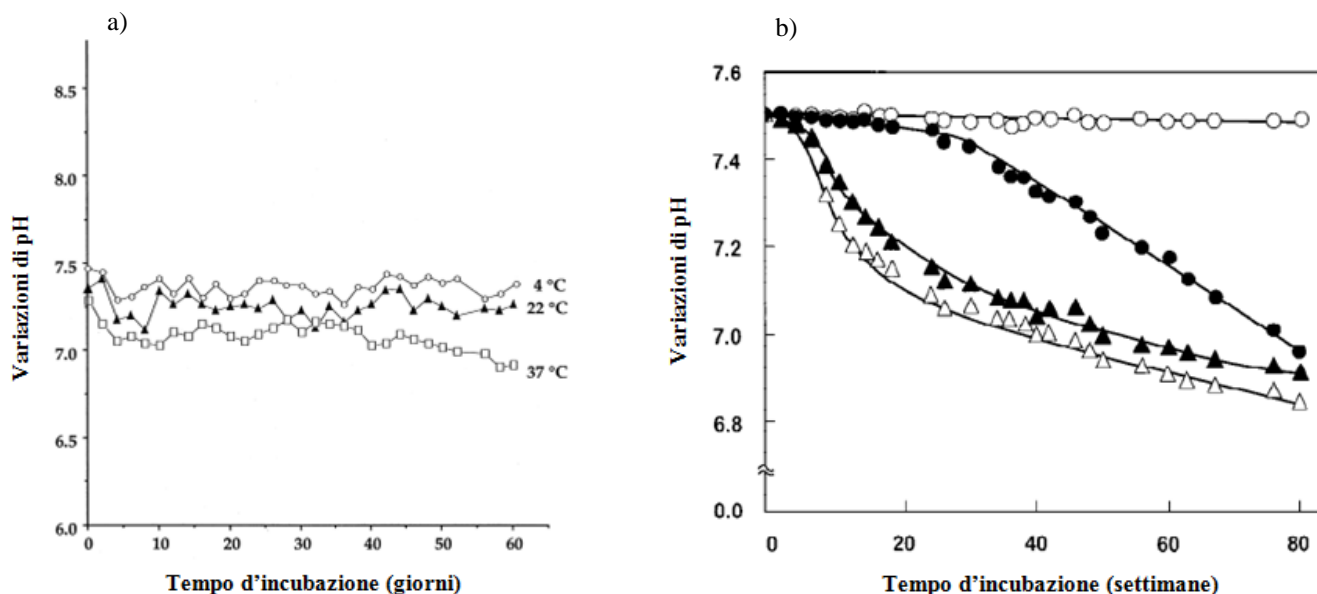 a)
8.5
8.0
7.5
7.0
6.5
6.0
4 °C
22 °C
37 °C
0 10 20 30 40 50 60
Variazioni di pH
Tempo d'incubazione (giorni)
b)
7.6
7.4
7.2
7.0
6.8
0.0
0 20 40 60 80
Variazioni di pH
Tempo d'incubazione (settimane)